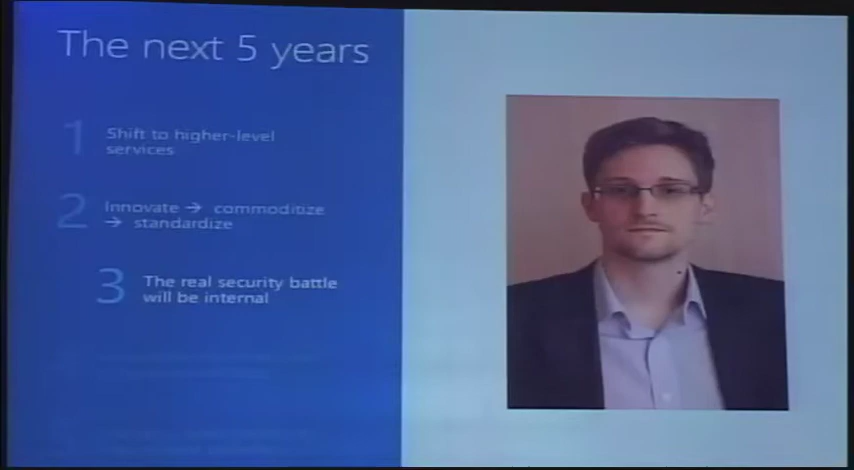 The next 5 years
1 Shift to higher-level
services
2 Innovate → commoditize
→ standardize
3 The real security battle
will be internal